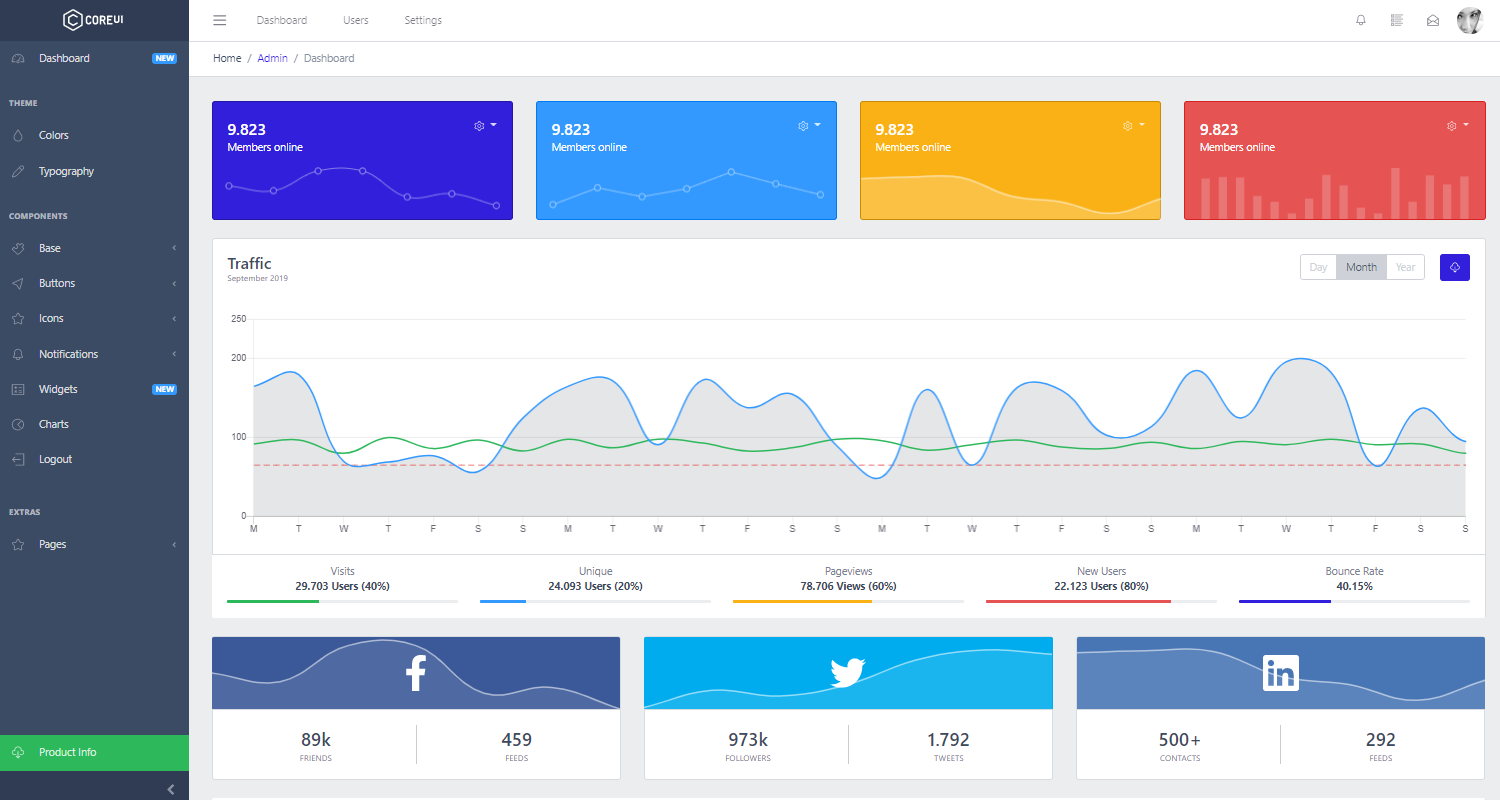 COREUI
Dashboard Users Settings
Dashboard NEW
Home / Admin / Dashboard
THEME
Colors
Typography
COMPONENTS
Base
Buttons
Icons
Notifications
Widgets NEW
Charts
Logout
EXTRAS
Pages
Product Info
9.823
Members online
9.823
Members online
9.823
Members online
9.823
Members online
Traffic
September 2019
Day Month Year
250
200
100
0
M T W T F S S M T W T F S S M T W T F S S M T W T F S S
Visits
29.703 Users (40%)
Unique
24.093 Users (20%)
Pageviews
78.706 Views (60%)
New Users
22.123 Users (80%)
Bounce Rate
40.15%
f
in
89k
FRIENDS
459
FEEDS
973k
FOLLOWERS
1.792
TWEETS
500+
CONTACTS
292
FEEDS